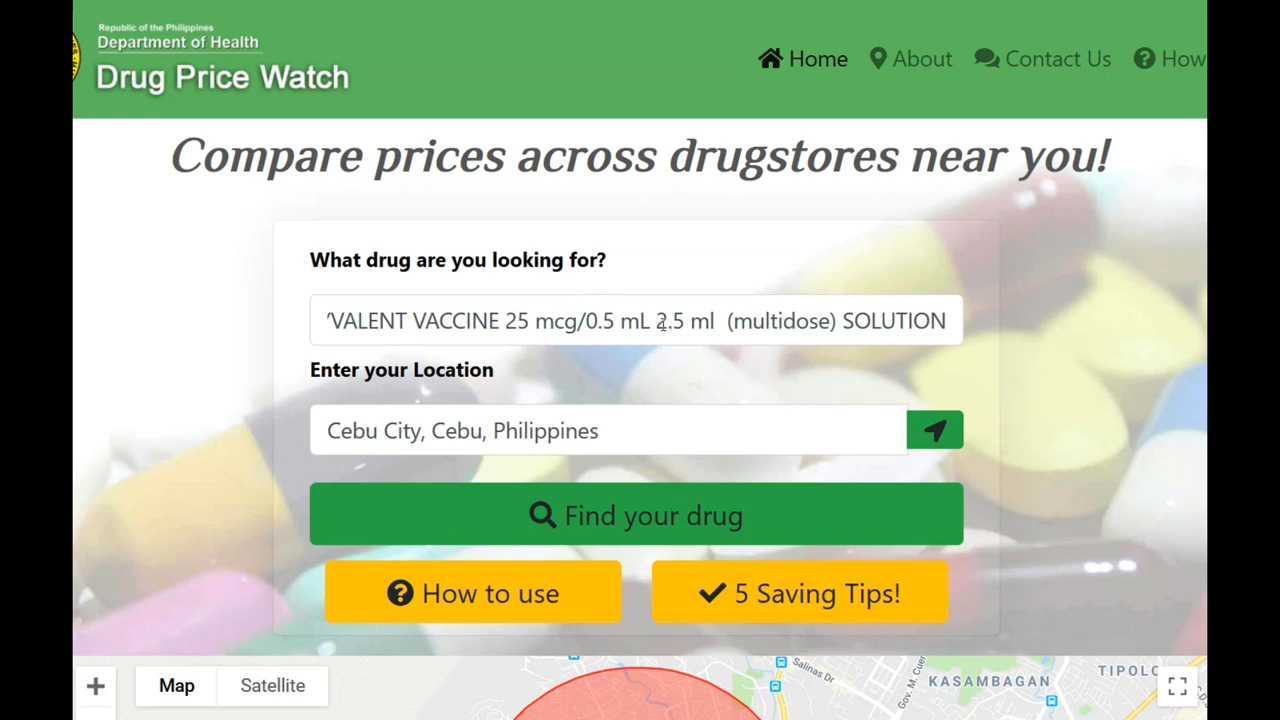 Republic of the Philippines
Department of Health
Drug Price Watch
Home About Contact Us How
Compare prices across drugstores near you!
What drug are you looking for?
VALENT VACCINE 25 mcg/0.5 mL 2.5 ml (multidose) SOLUTION
Enter your Location
Cebu City, Cebu, Philippines
Find your drug
How to use 5 Saving Tips!
Map Satellite
Salinas Dr
Gov. M. Cue
KASAMBAGAN
TIPOLO